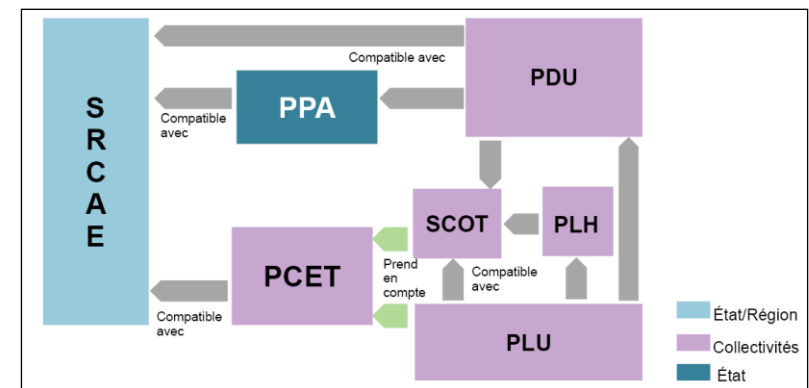 S
R
C
A
E
Compatible avec
PDU
PPA
Compatible
avec
SCOT
PLH
PCET
Prend
en
compte
Compatible
avec
Compatible
avec
PLU
État/Région
Collectivités
État